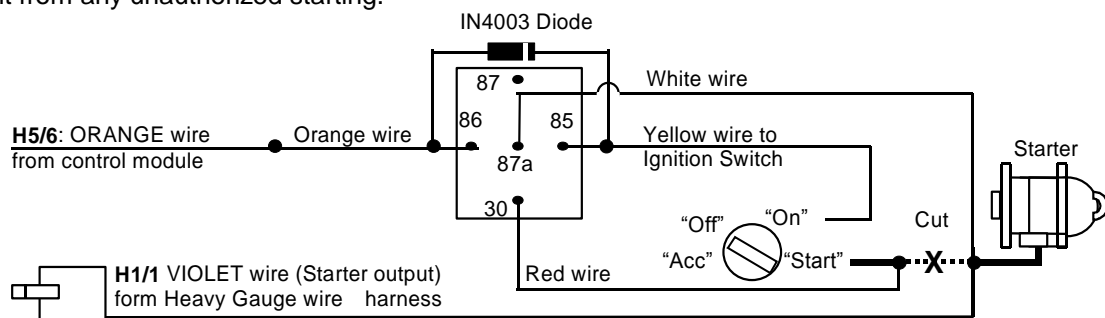 t from any unauthorized starting.
IN4003 Diode
87
White wire
86
85
H5/6: ORANGE wire
from control module
Orange wire
Yellow wire to
Ignition Switch
87a
Starter
30
"Off"
"On"
Cut
"Acc"
"Start"
X
H1/1 VIOLET wire (Starter output)
form Heavy Gauge wire harness
Red wire